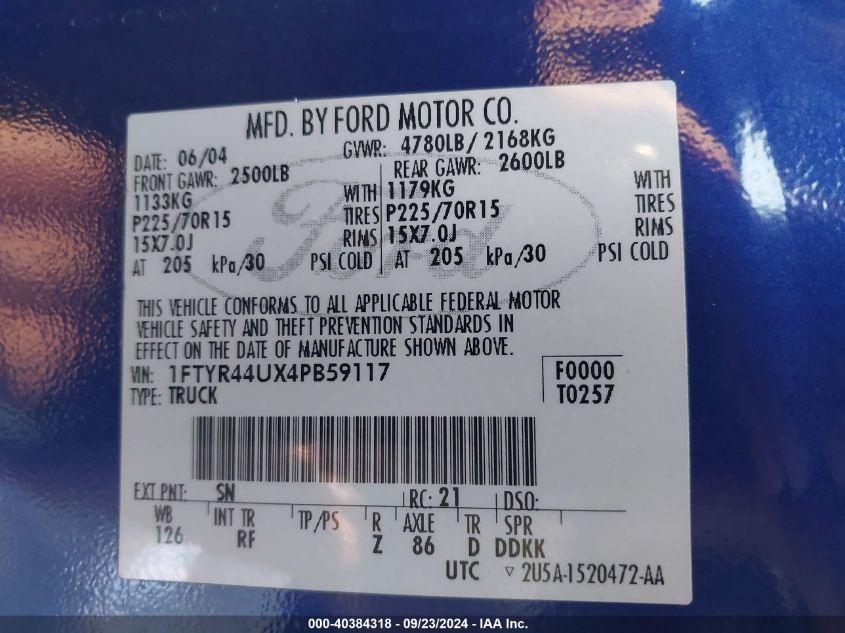 MFD. BY FORD MOTOR CO.
DATE: 06/04 GVWR: 4780LB / 2168KG
FRONT GAWR: 2500LB REAR GAWR: 2600LB
1133KG WITH 1179KG WITH
P225/70R15 TIRES P225/70R15 TIRES
15X7.0J RIMS 15X7.0J RIMS
AT 205 kPa/30 PSI COLD AT 205 kPa/30 PSI COLD
Ford
THIS VEHICLE CONFORMS TO ALL APPLICABLE FEDERAL MOTOR
VEHICLE SAFETY AND THEFT PREVENTION STANDARDS IN
EFFECT ON THE DATE OF MANUFACTURE SHOWN ABOVE.
VIN: 1FTYR44UX4PB59117 F0000
TYPE: TRUCK T0257
EXT PNT: SN RC: 21 DSO:
WB INT TR TP/PS R AXLE TR SPR
126 RF Z 86 D DDKK
UTC ▽ 2U5A-1520472-AA
000-40384318 - 09/23/2024 - IAA Inc.